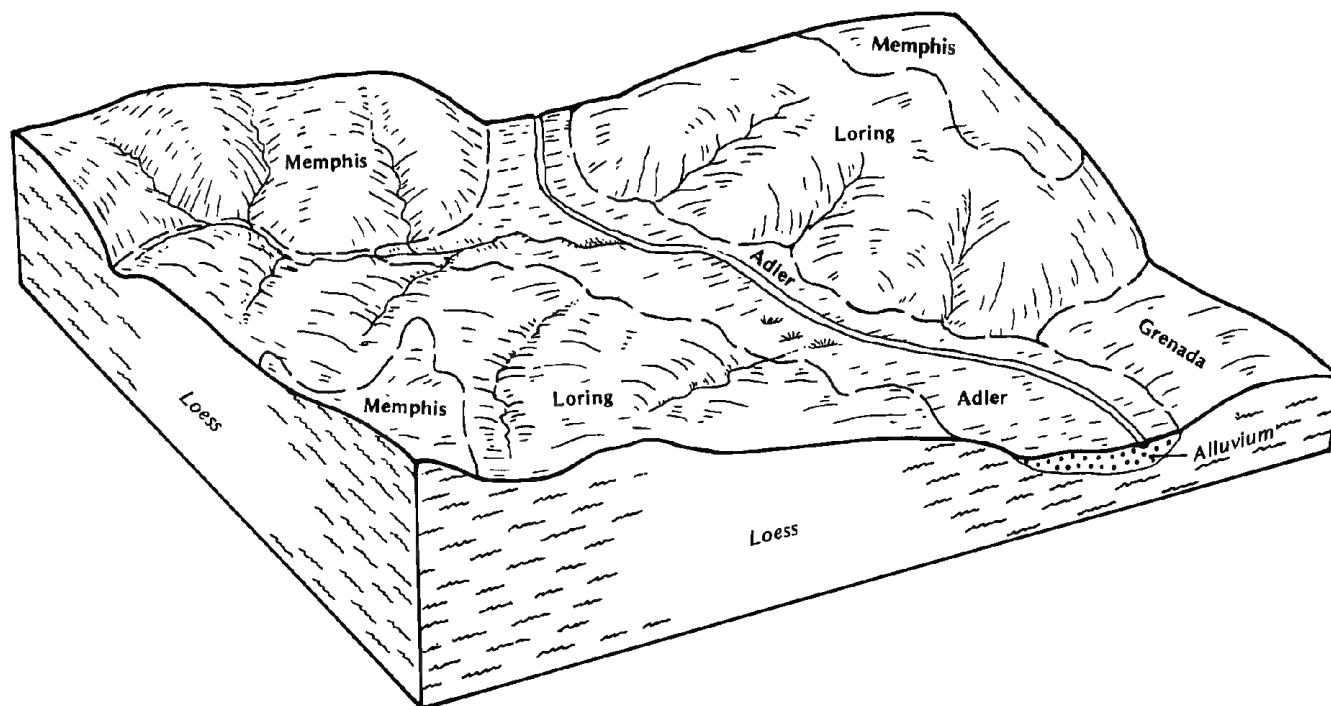 Memphis
Loring
Memphis
Adler
Grenada
Memphis
Loring
Adler
Alluvium
Loess
Loess